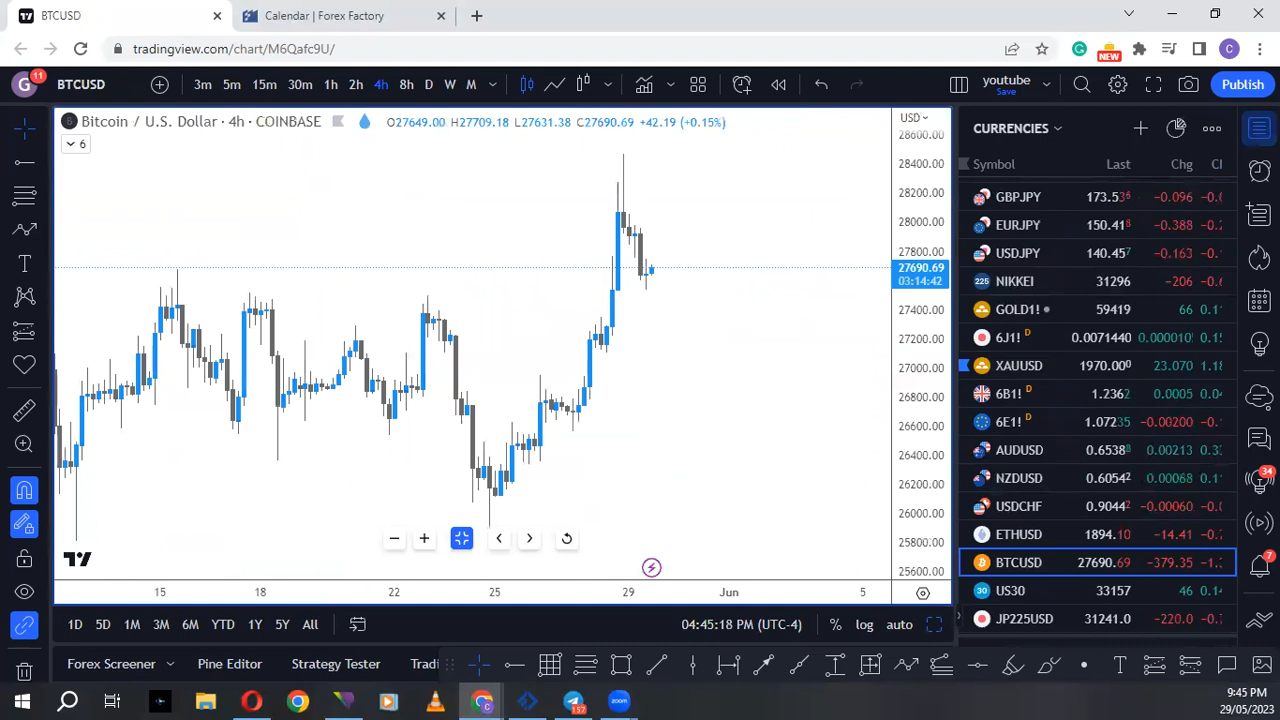 BTCUSD
Calendar | Forex Factory
tradingview.com/chart/M6Qafc9U/
NEW
C
G
11
BTCUSD
3m 5m 15m 30m 1h 2h 4h 8h D W M
youtube
Save
Publish
Bitcoin / U.S. Dollar · 4h · COINBASE
O27649.00 H27709.18 L27631.38 C27690.69 +42.19 (+0.15%)
6
USD
28600.00
28400.00
28200.00
28000.00
27800.00
27690.69
03:14:42
27400.00
27200.00
27000.00
26800.00
26600.00
26400.00
26200.00
26000.00
25800.00
25600.00
15 18 22 25 29 Jun 5
CURRENCIES
Symbol Last Chg
GBPJPY 173.536 −0.096
EURJPY 150.418 −0.388
USDJPY 140.457 −0.163
NIKKEI 31296 −206
GOLD1! 59419 66
6J1! D 0.0071440 0.000010
XAUUSD 1970.000 23.070
6B1! D 1.2362 0.0005
6E1! D 1.07235 −0.00200
AUDUSD 0.65388 0.00213
NZDUSD 0.60542 0.00068
USDCHF 0.90442 −0.00060
ETHUSD 1894.10 −14.41
BTCUSD 27690.69 −379.35
US30 33157 46
JP225USD 31241.0 −220.0
34
1D 5D 1M 3M 6M YTD 1Y 5Y All
04:45:18 PM (UTC-4)
% log auto
Forex Screener Pine Editor Strategy Tester
157
zoom
9:45 PM
29/05/2023